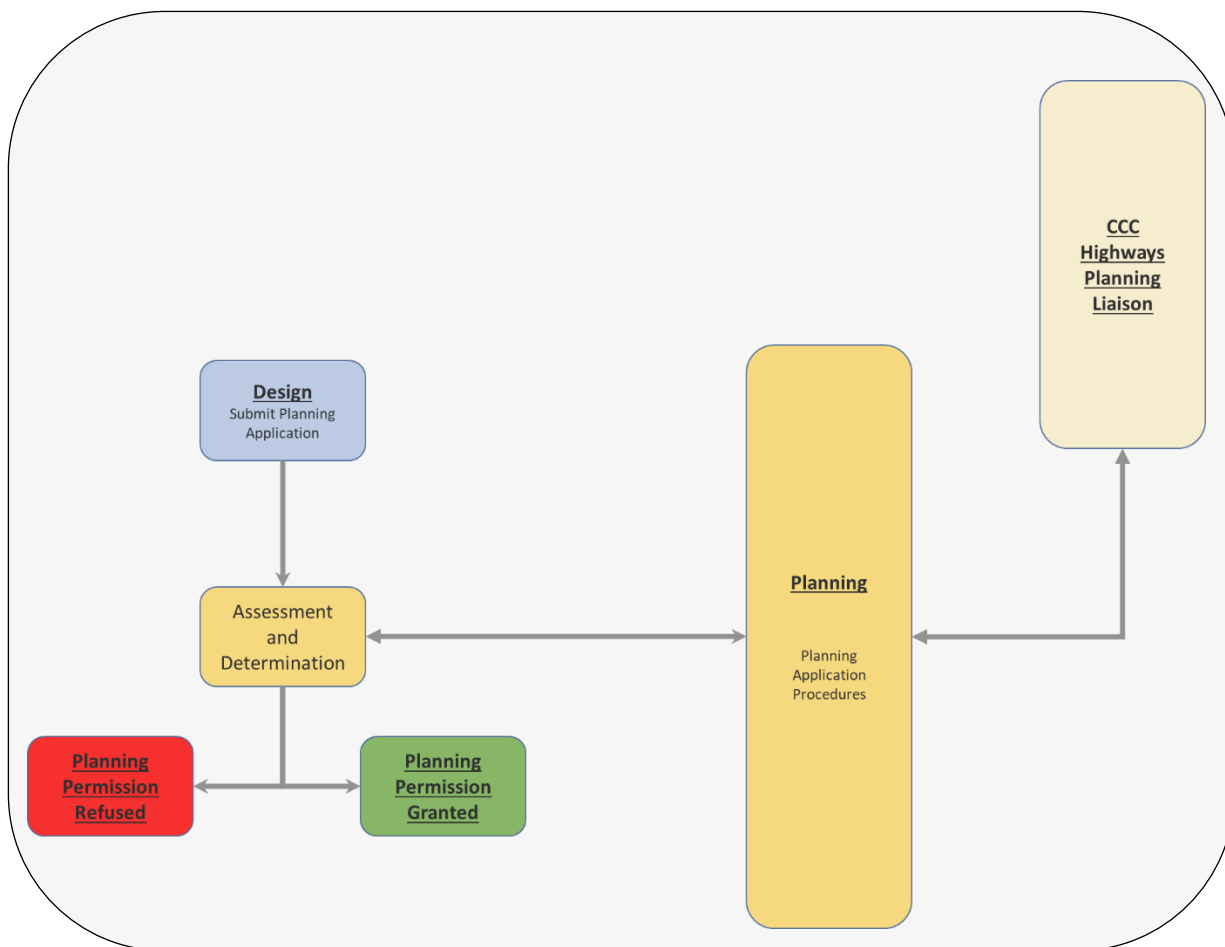 CCC
Highways
Planning
Liaison
Design
Submit Planning
Application
Assessment
and
Determination
Planning
Planning
Application
Procedures
Planning
Permission
Refused
Planning
Permission
Granted